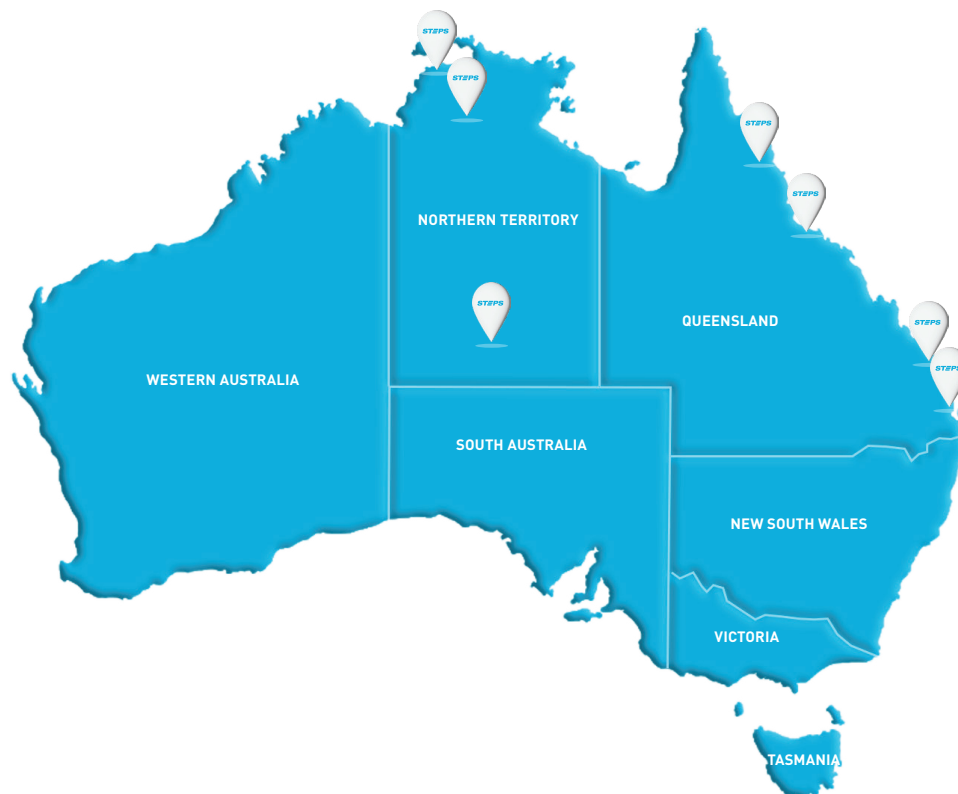 STEPS
STEPS
STEPS
STEPS
NORTHERN TERRITORY
STEPS
STEPS
QUEENSLAND
STEPS
WESTERN AUSTRALIA
SOUTH AUSTRALIA
NEW SOUTH WALES
VICTORIA
TASMANIA